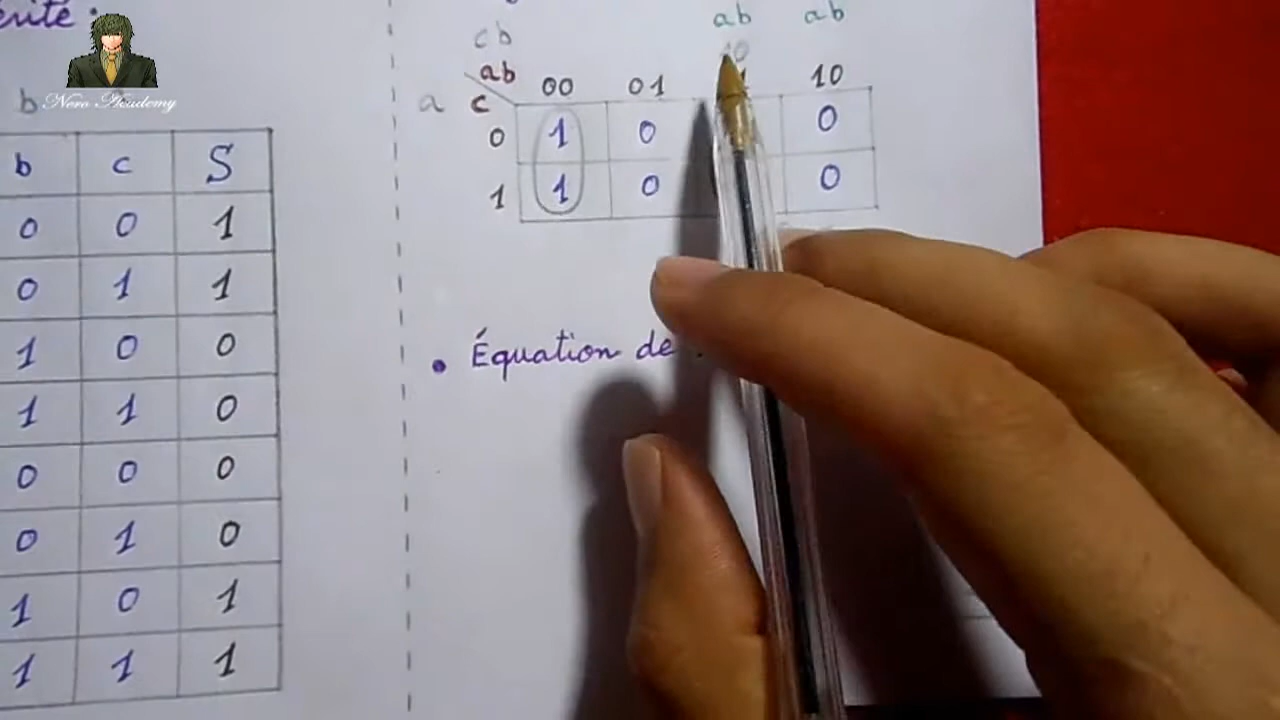 érité :
b
Nero Academy
b c S
0 0 1
0 1 1
1 0 0
1 1 0
0 0 0
0 1 0
1 0 1
1 1 1
ab ab
cb
ab 00 01 10
a c
0 1 0 0
1 1 0 0
• Équation de